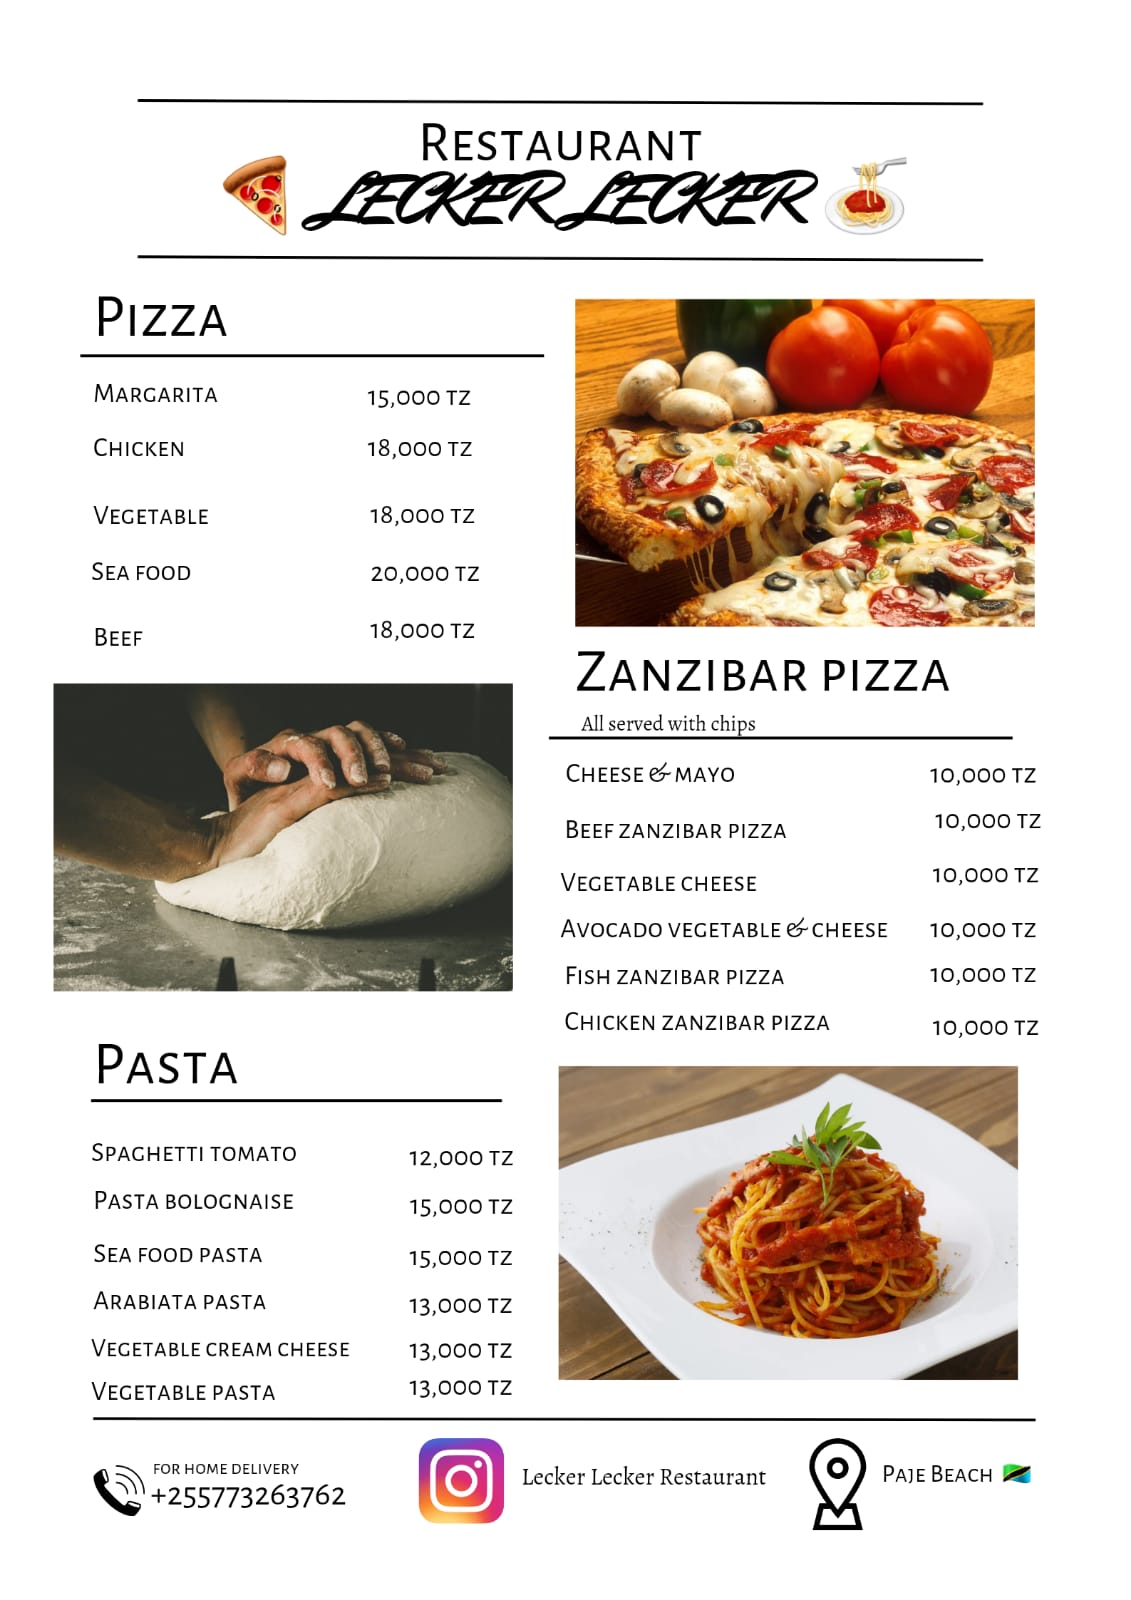 Restaurant
LECKER LECKER
Pizza
Margarita 15,000 TZ
Chicken 18,000 TZ
Vegetable 18,000 TZ
Sea food 20,000 TZ
Beef 18,000 TZ
Zanzibar pizza
All served with chips
Cheese & mayo 10,000 TZ
Beef zanzibar pizza 10,000 TZ
Vegetable cheese 10,000 TZ
Avocado vegetable & cheese 10,000 TZ
Fish zanzibar pizza 10,000 TZ
Chicken zanzibar pizza 10,000 TZ
Pasta
Spaghetti tomato 12,000 TZ
Pasta bolognaise 15,000 TZ
Sea food pasta 15,000 TZ
Arabiata pasta 13,000 TZ
Vegetable cream cheese 13,000 TZ
Vegetable pasta 13,000 TZ
FOR HOME DELIVERY
+255773263762
Lecker Lecker Restaurant
Paje Beach